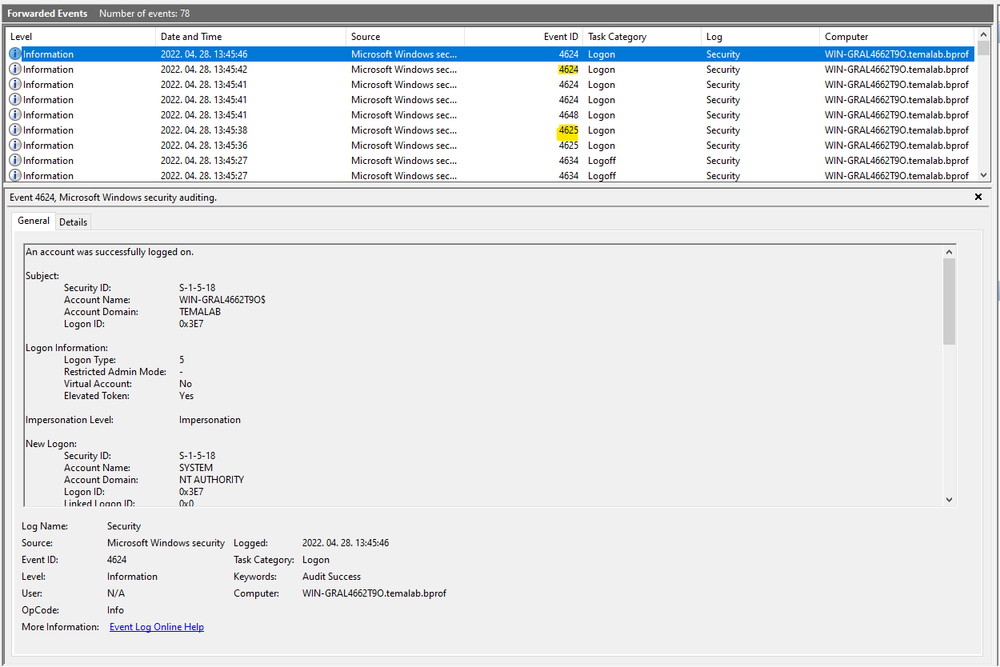 Forwarded Events Number of events: 78
Level Date and Time Source Event ID Task Category Log Computer
Information 2022. 04. 28. 13:45:46 Microsoft Windows sec... 4624 Logon Security WIN-GRAL4662T9O.temalab.bprof
Information 2022. 04. 28. 13:45:42 Microsoft Windows sec... 4624 Logon Security WIN-GRAL4662T9O.temalab.bprof
Information 2022. 04. 28. 13:45:41 Microsoft Windows sec... 4624 Logon Security WIN-GRAL4662T9O.temalab.bprof
Information 2022. 04. 28. 13:45:41 Microsoft Windows sec... 4624 Logon Security WIN-GRAL4662T9O.temalab.bprof
Information 2022. 04. 28. 13:45:41 Microsoft Windows sec... 4648 Logon Security WIN-GRAL4662T9O.temalab.bprof
Information 2022. 04. 28. 13:45:38 Microsoft Windows sec... 4625 Logon Security WIN-GRAL4662T9O.temalab.bprof
Information 2022. 04. 28. 13:45:36 Microsoft Windows sec... 4625 Logon Security WIN-GRAL4662T9O.temalab.bprof
Information 2022. 04. 28. 13:45:27 Microsoft Windows sec... 4634 Logoff Security WIN-GRAL4662T9O.temalab.bprof
Information 2022. 04. 28. 13:45:27 Microsoft Windows sec... 4634 Logoff Security WIN-GRAL4662T9O.temalab.bprof
Event 4624, Microsoft Windows security auditing.
General Details
An account was successfully logged on.
Subject:
Security ID: S-1-5-18
Account Name: WIN-GRAL4662T9O$
Account Domain: TEMALAB
Logon ID: 0x3E7
Logon Information:
Logon Type: 5
Restricted Admin Mode: -
Virtual Account: No
Elevated Token: Yes
Impersonation Level: Impersonation
New Logon:
Security ID: S-1-5-18
Account Name: SYSTEM
Account Domain: NT AUTHORITY
Logon ID: 0x3E7
Linked Logon ID: 0x0
Log Name: Security
Source: Microsoft Windows security Logged: 2022. 04. 28. 13:45:46
Event ID: 4624 Task Category: Logon
Level: Information Keywords: Audit Success
User: N/A Computer: WIN-GRAL4662T9O.temalab.bprof
OpCode: Info
More Information: Event Log Online Help